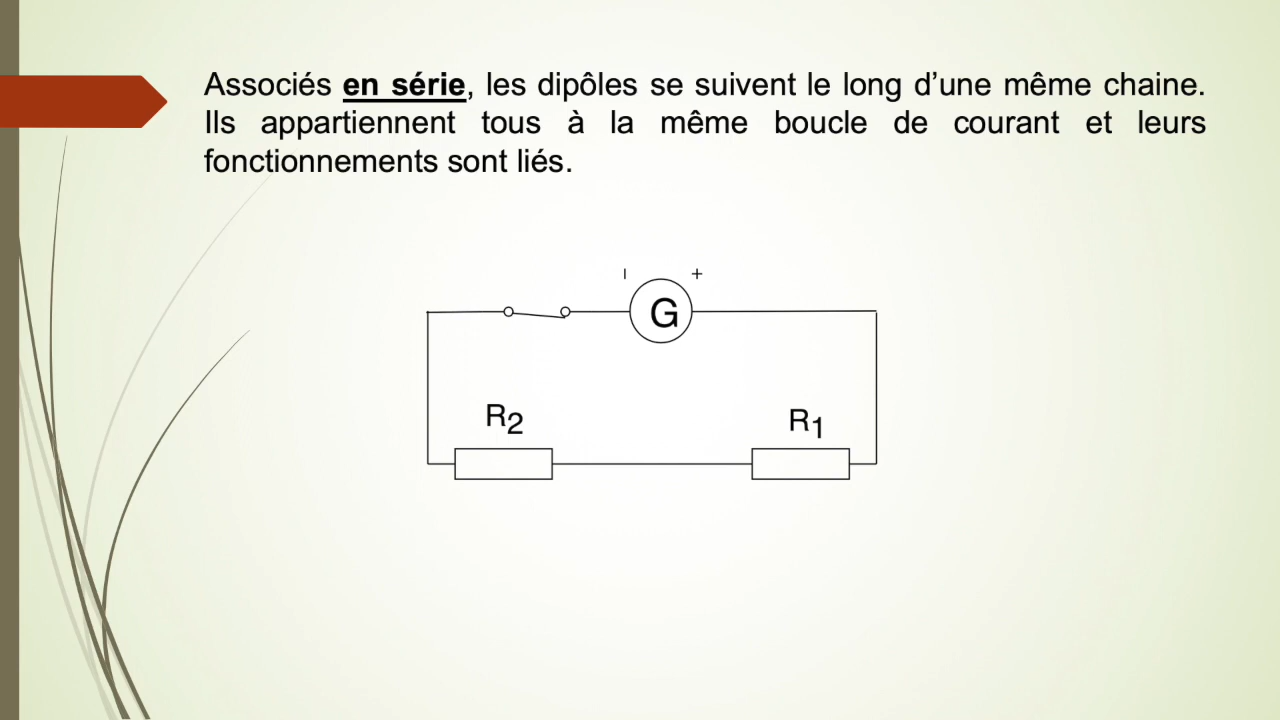 Associés en série, les dipôles se suivent le long d’une même chaine.
Ils appartiennent tous à la même boucle de courant et leurs
fonctionnements sont liés.
I +
G
R2 R1